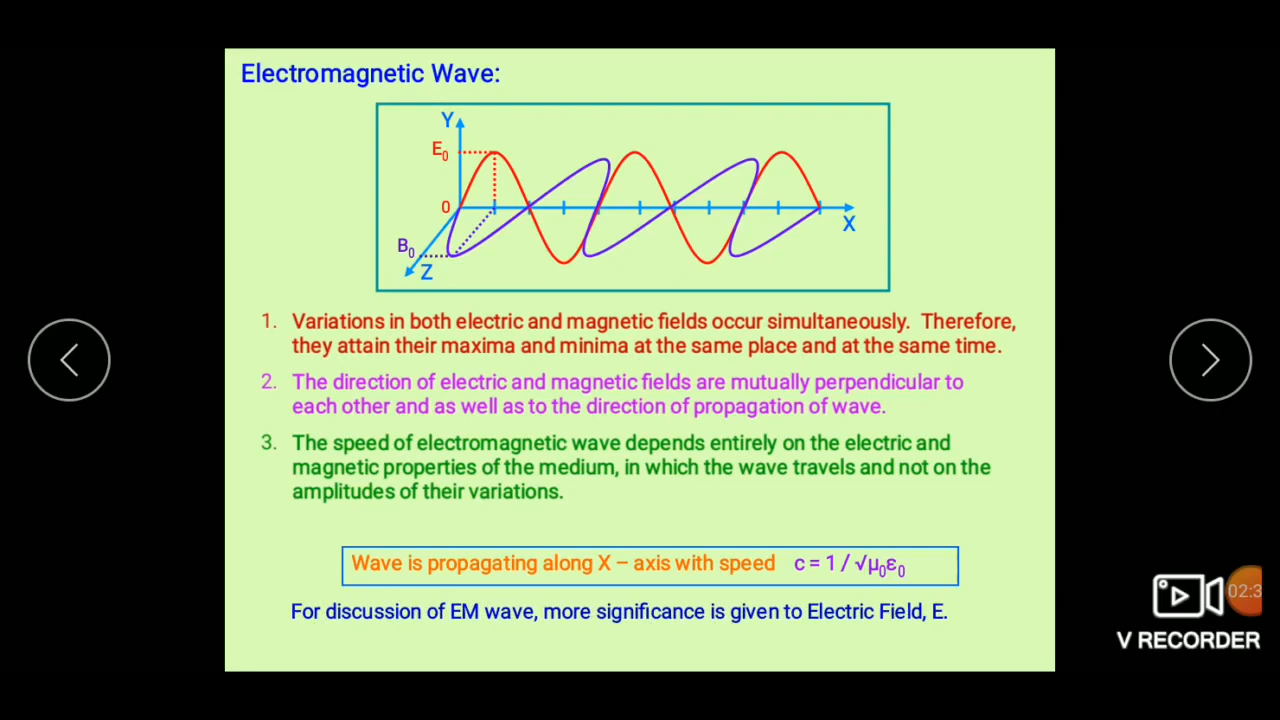 Electromagnetic Wave:
Y
E0
0
X
B0
Z
1. Variations in both electric and magnetic fields occur simultaneously. Therefore,
they attain their maxima and minima at the same place and at the same time.
2. The direction of electric and magnetic fields are mutually perpendicular to
each other and as well as to the direction of propagation of wave.
3. The speed of electromagnetic wave depends entirely on the electric and
magnetic properties of the medium, in which the wave travels and not on the
amplitudes of their variations.
Wave is propagating along X – axis with speed c = 1 / √μ0ε0
For discussion of EM wave, more significance is given to Electric Field, E.
02:3
V RECORDER